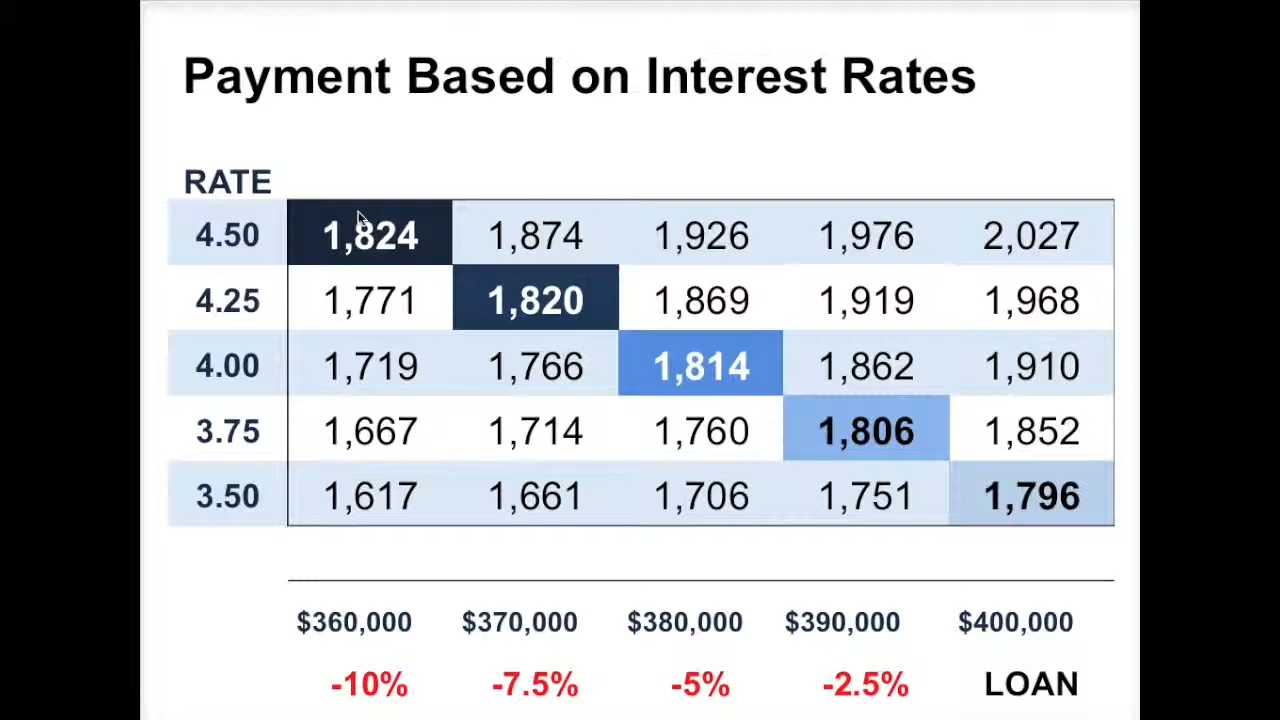 Payment Based on Interest Rates
RATE
4.50 1,824 1,874 1,926 1,976 2,027
4.25 1,771 1,820 1,869 1,919 1,968
4.00 1,719 1,766 1,814 1,862 1,910
3.75 1,667 1,714 1,760 1,806 1,852
3.50 1,617 1,661 1,706 1,751 1,796
$360,000 $370,000 $380,000 $390,000 $400,000
-10% -7.5% -5% -2.5% LOAN